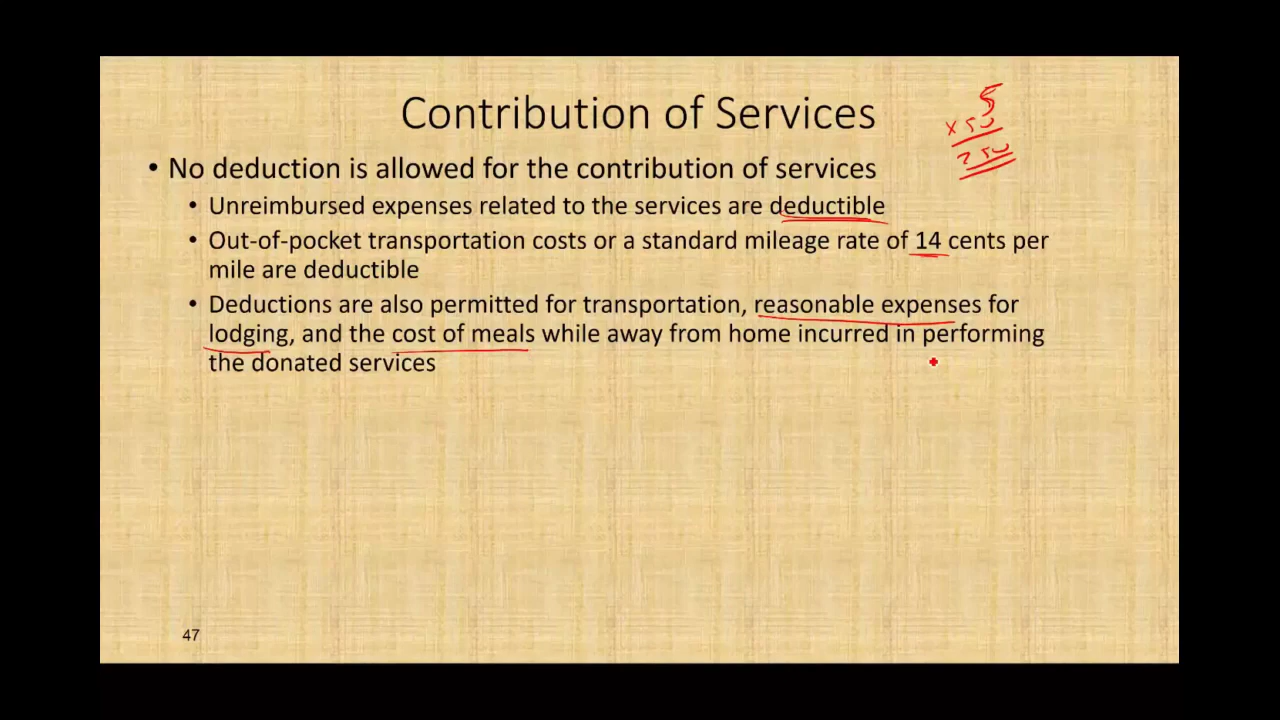 Contribution of Services
5
x 50
250
• No deduction is allowed for the contribution of services
• Unreimbursed expenses related to the services are deductible
• Out-of-pocket transportation costs or a standard mileage rate of 14 cents per
mile are deductible
• Deductions are also permitted for transportation, reasonable expenses for
lodging, and the cost of meals while away from home incurred in performing
the donated services
47